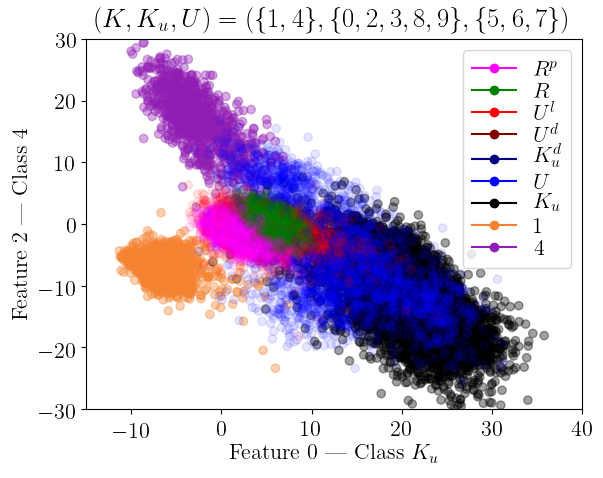 (K, K_u, U) = ({1, 4}, {0, 2, 3, 8, 9}, {5, 6, 7})
30
20
10
0
−10
−20
−30
Feature 2 — Class 4
R^p
R
U^l
U^d
K_u^d
U
K_u
1
4
−10
0
10
20
30
40
Feature 0 — Class K_u